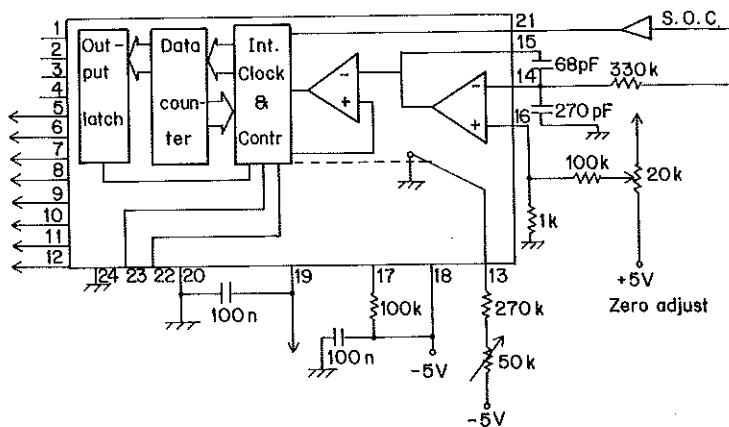 1
2
3
4
5
6
7
8
9
10
11
12
Out-
put
latch
Data
coun-
ter
Int.
Clock
&
Contr
-
+
-
+
21
S.O.C.
15
68pF
14
330k
270pF
16
100k
20k
1k
+5V
Zero adjust
24
23
22
20
19
17
18
13
100n
100k
100n
-5V
270k
50k
-5V